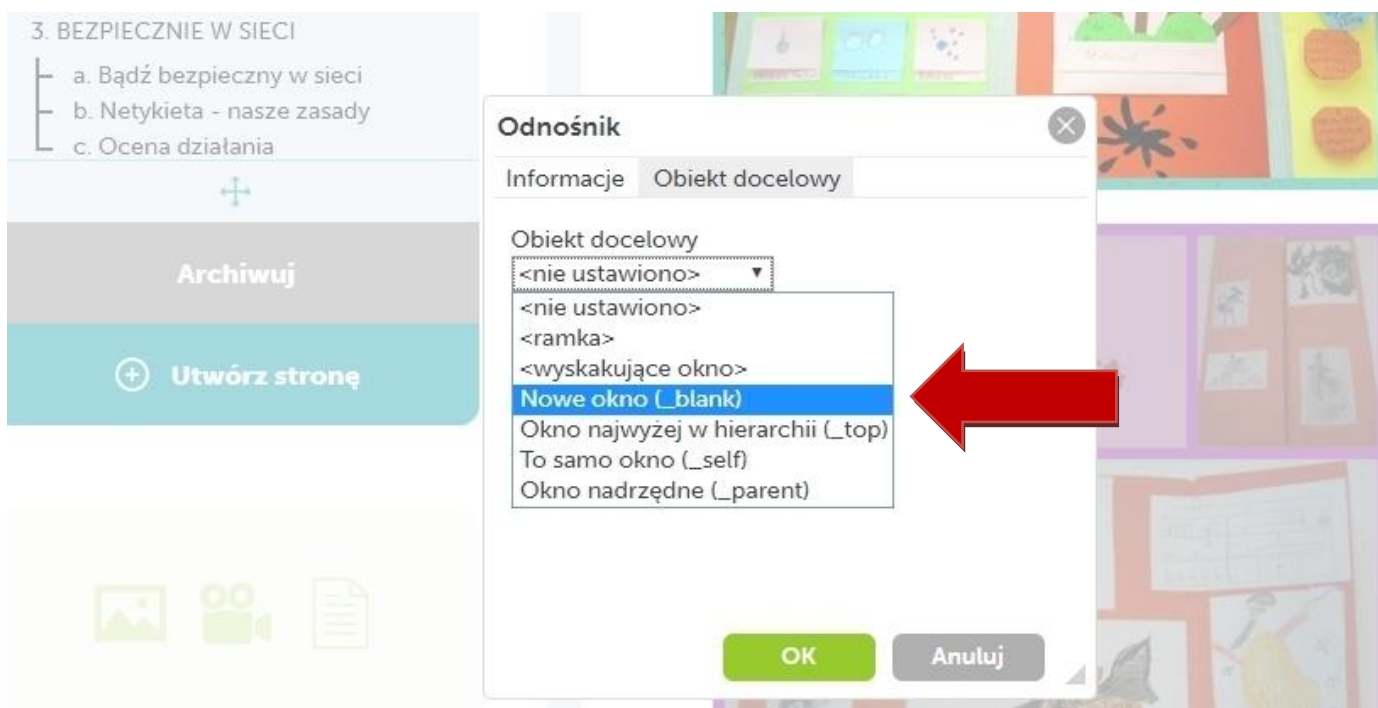 3. BEZPIECZNIE W SIECI
a. Bądź bezpieczny w sieci
b. Netykieta - nasze zasady
c. Ocena działania
Archiwuj
Utwórz stronę
Odnośnik
Informacje Obiekt docelowy
Obiekt docelowy
<nie ustawiono>
<nie ustawiono>
<ramka>
<wyskakujące okno>
Nowe okno (_blank)
Okno najwyżej w hierarchii (_top)
To samo okno (_self)
Okno nadrzędne (_parent)
OK Anuluj